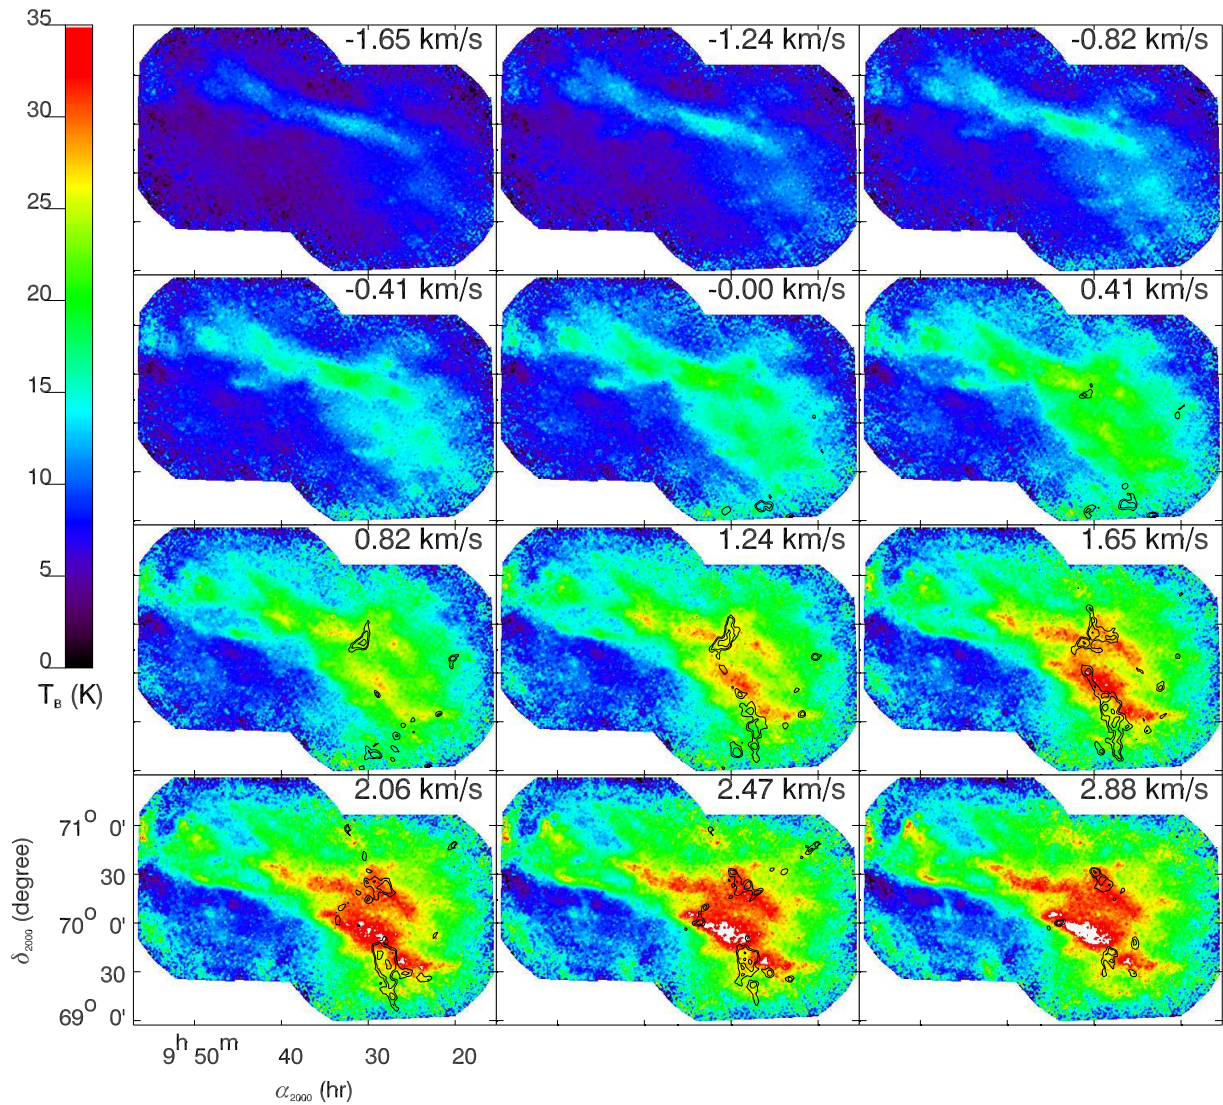 35
30
25
20
15
10
5
0
T_B (K)
-1.65 km/s
-1.24 km/s
-0.82 km/s
-0.41 km/s
-0.00 km/s
0.41 km/s
0.82 km/s
1.24 km/s
1.65 km/s
2.06 km/s
2.47 km/s
2.88 km/s
71° 0'
30
70° 0'
30
69° 0'
δ₂₀₀₀ (degree)
9ʰ 50ᵐ 40 30 20
α₂₀₀₀ (hr)